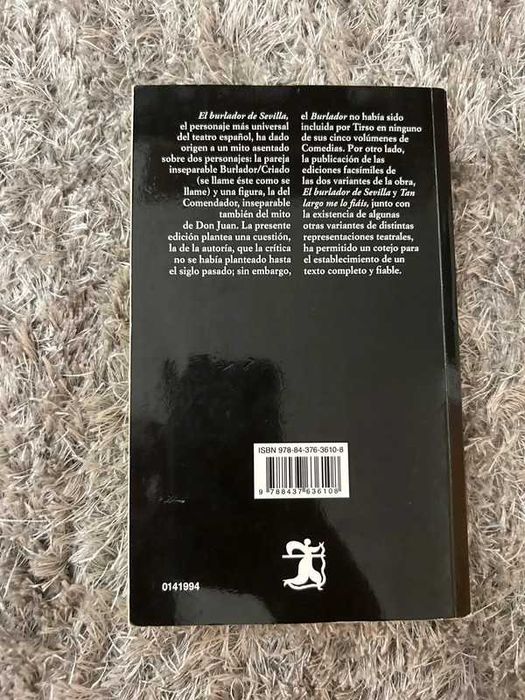 El burlador de Sevilla,
el personaje más universal
del teatro español, ha dado
origen a un mito asentado
sobre dos personajes: la pareja
inseparable Burlador/Criado
(se llame éste como se
llame) y una figura, la del
Comendador, inseparable
también del mito
de Don Juan. La presente
edición plantea una cuestión,
la de la autoría, que la crítica
no se había planteado hasta
el siglo pasado; sin embargo,
el Burlador no había sido
incluida por Tirso en ninguno
de sus cinco volúmenes de
Comedias. Por otro lado,
la publicación de las
ediciones facsímiles de
las dos variantes de la obra,
El burlador de Sevilla y Tan
largo me lo fiáis, junto con
la existencia de algunas
otras variantes de distintas
representaciones teatrales,
ha permitido un cotejo para
el establecimiento de un
texto completo y fiable.
ISBN 978-84-376-3610-8
9 788437 636108
0141994